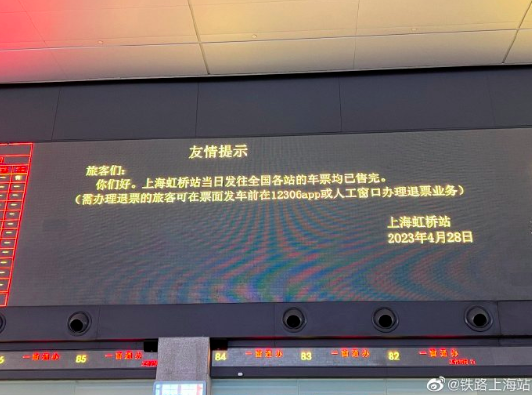 友情提示
旅客们：
你们好。上海虹桥站当日发往全国各站的车票均已售完。
(需办理退票的旅客可在票面发车前在12306app或人工窗口办理退票业务)
上海虹桥站
2023年4月28日
85
84
83
82
@铁路上海站